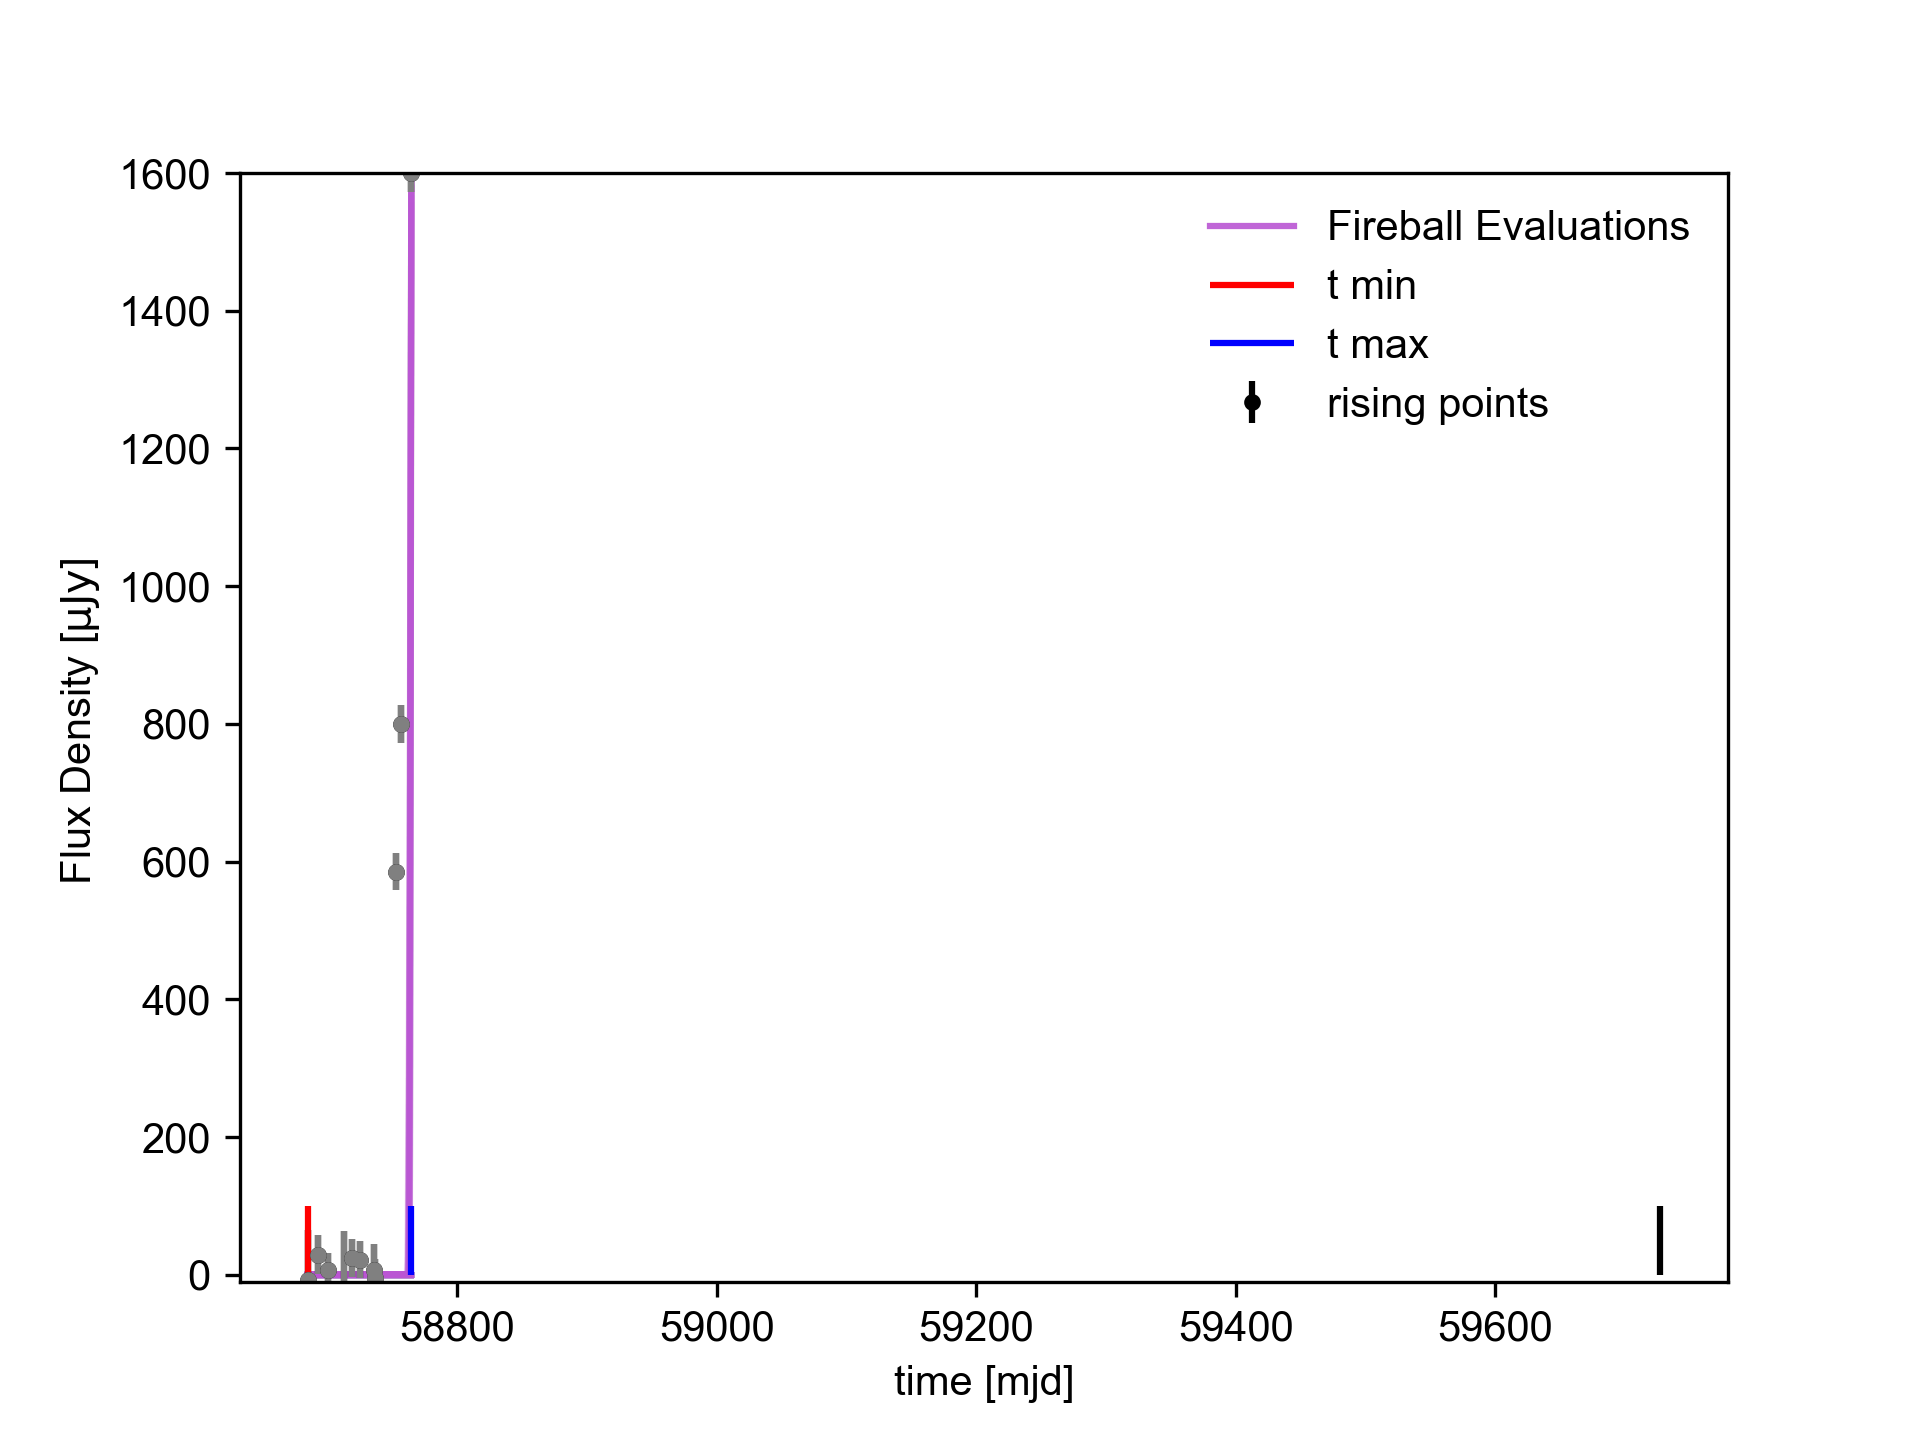 1600
1400
1200
1000
800
600
400
200
0
Flux Density [µJy]
Fireball Evaluations
t min
t max
rising points
58800 59000 59200 59400 59600
time [mjd]